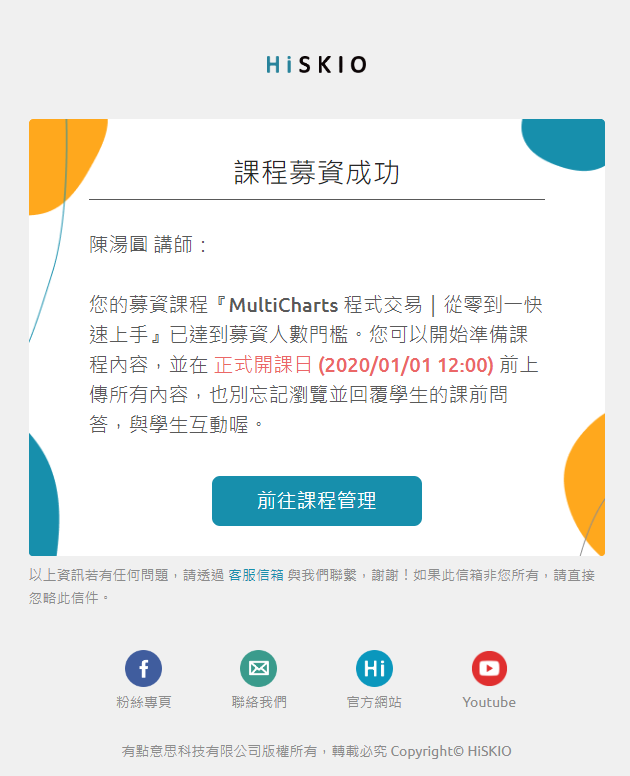 HiSKIO
課程募資成功
陳湯圓 講師：
您的募資課程『MultiCharts 程式交易｜從零到一快
速上手』已達到募資人數門檻。您可以開始準備課
程內容，並在 正式開課日 (2020/01/01 12:00) 前上
傳所有內容，也別忘記瀏覽並回覆學生的課前問
答，與學生互動喔。
前往課程管理
以上資訊若有任何問題，請透過 客服信箱 與我們聯繫，謝謝！如果此信箱非您所有，請直接
忽略此信件。
Hi
粉絲專頁 聯絡我們 官方網站 Youtube
有點意思科技有限公司版權所有，轉載必究 Copyright© HiSKIO